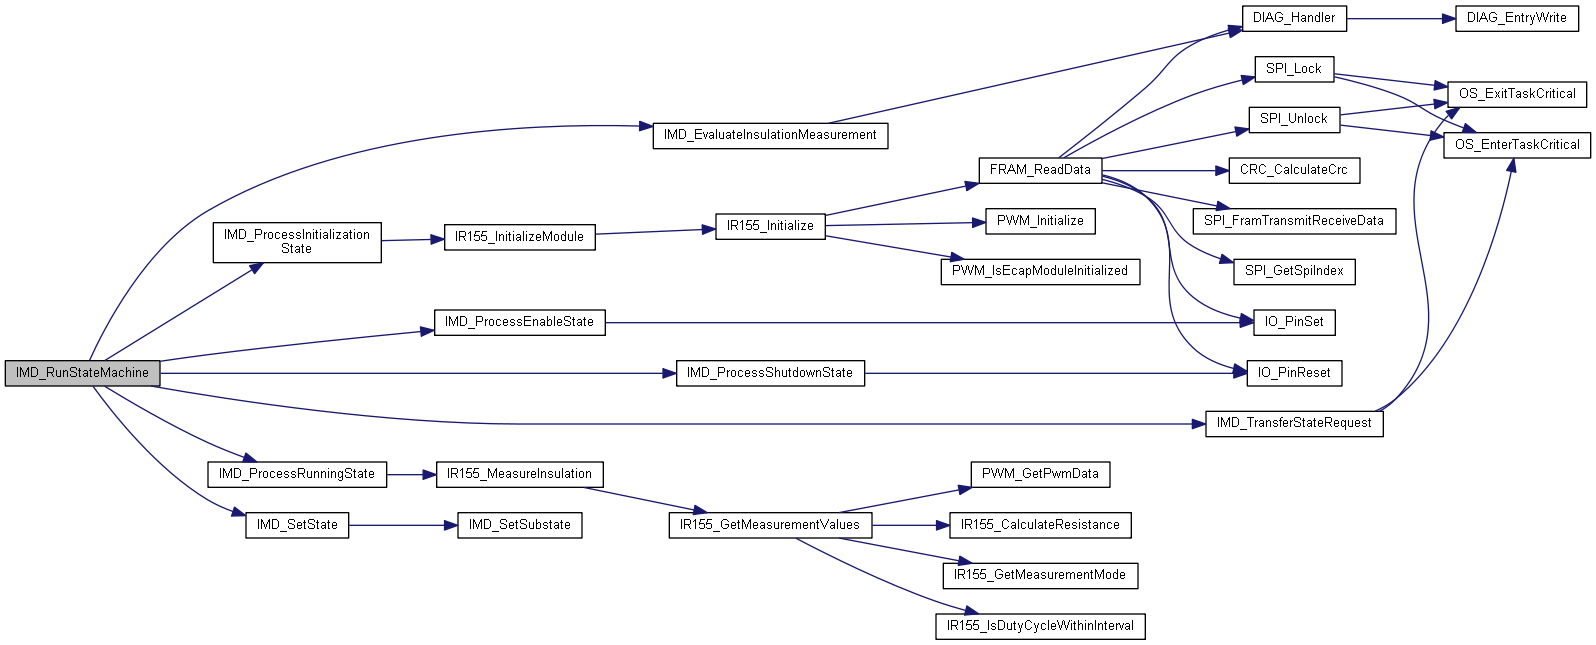 DIAG_Handler
DIAG_EntryWrite
SPI_Lock
OS_ExitTaskCritical
SPI_Unlock
IMD_EvaluateInsulationMeasurement
OS_EnterTaskCritical
FRAM_ReadData
CRC_CalculateCrc
IR155_Initialize
PWM_Initialize
SPI_FramTransmitReceiveData
IMD_ProcessInitialization
State
IR155_InitializeModule
PWM_IsEcapModuleInitialized
SPI_GetSpiIndex
IMD_ProcessEnableState
IO_PinSet
IMD_RunStateMachine
IMD_ProcessShutdownState
IO_PinReset
IMD_TransferStateRequest
IMD_ProcessRunningState
IR155_MeasureInsulation
PWM_GetPwmData
IMD_SetState
IMD_SetSubstate
IR155_GetMeasurementValues
IR155_CalculateResistance
IR155_GetMeasurementMode
IR155_IsDutyCycleWithinInterval